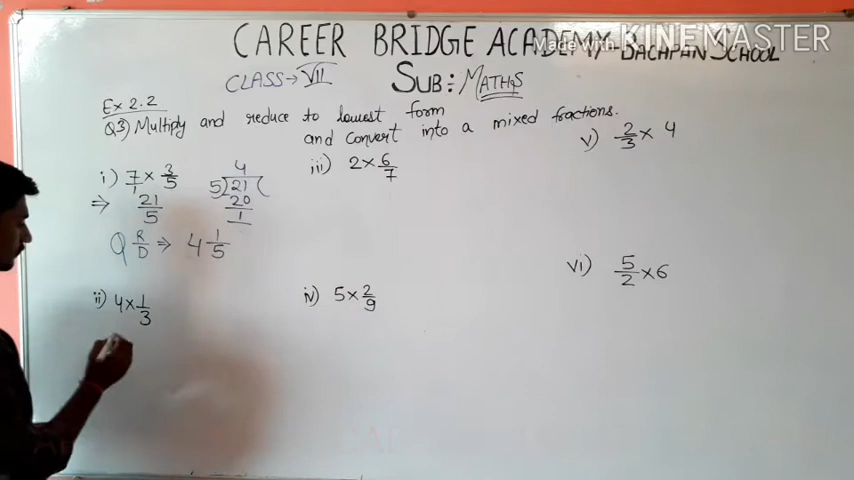 CAREER BRIDGE ACADEMY-BACHPAN SCHOOL
Made with KINEMASTER
CLASS → VII SUB : MATHS
Ex 2.2
Q3) Multiply and reduce to lowest form
and convert into a mixed fractions.
i) 7/1 × 3/5
⇒ 21/5
4
5) 21 (
20
1
Q R/D ⇒ 4 1/5
ii) 4 × 1/3
iii) 2 × 6/7
iv) 5 × 2/9
v) 2/3 × 4
vi) 5/2 × 6